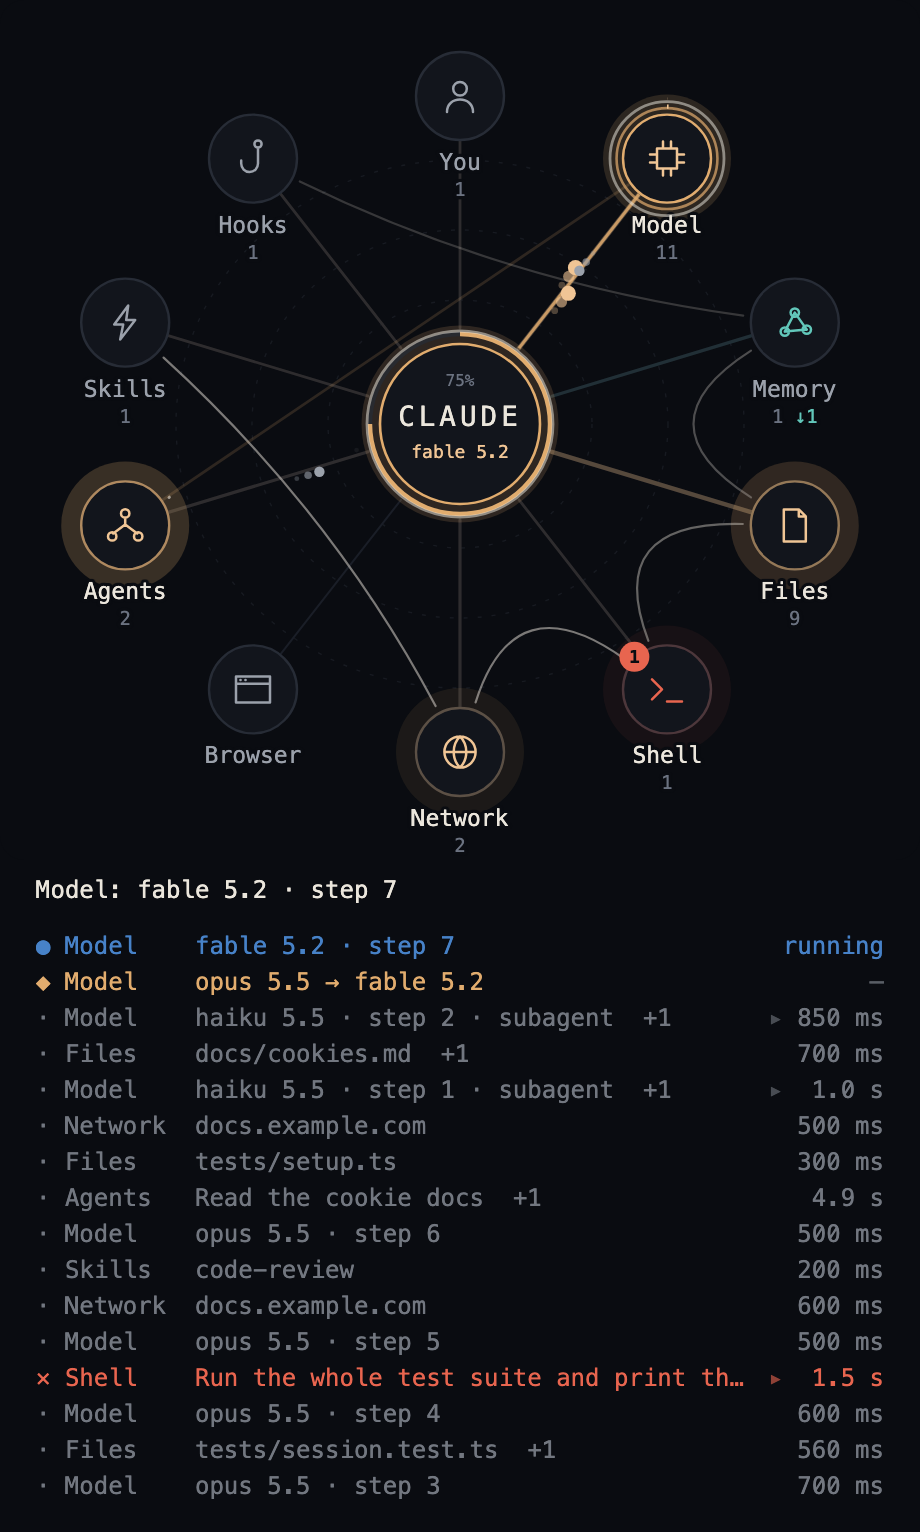 You
1
Hooks
1
Model
11
Skills
1
Memory
1 ↓1
75%
CLAUDE
fable 5.2
Agents
2
Files
9
Browser
1
Shell
1
Network
2
Model: fable 5.2 · step 7
● Model fable 5.2 · step 7 running
◆ Model opus 5.5 → fable 5.2 —
· Model haiku 5.5 · step 2 · subagent +1 ▸ 850 ms
· Files docs/cookies.md +1 700 ms
· Model haiku 5.5 · step 1 · subagent +1 ▸ 1.0 s
· Network docs.example.com 500 ms
· Files tests/setup.ts 300 ms
· Agents Read the cookie docs +1 4.9 s
· Model opus 5.5 · step 6 500 ms
· Skills code-review 200 ms
· Network docs.example.com 600 ms
· Model opus 5.5 · step 5 500 ms
× Shell Run the whole test suite and print th… ▸ 1.5 s
· Model opus 5.5 · step 4 600 ms
· Files tests/session.test.ts +1 560 ms
· Model opus 5.5 · step 3 700 ms